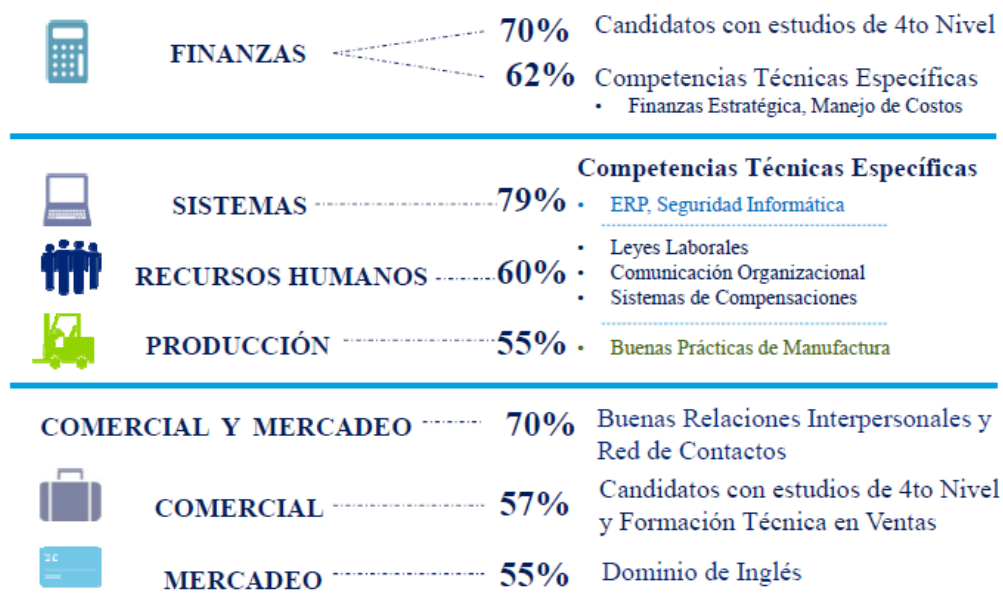 FINANZAS
70% Candidatos con estudios de 4to Nivel
62% Competencias Técnicas Específicas
• Finanzas Estratégica, Manejo de Costos
Competencias Técnicas Específicas
SISTEMAS 79% • ERP, Seguridad Informática
RECURSOS HUMANOS 60%
• Leyes Laborales
• Comunicación Organizacional
• Sistemas de Compensaciones
PRODUCCIÓN 55% • Buenas Prácticas de Manufactura
COMERCIAL Y MERCADEO 70% Buenas Relaciones Interpersonales y
Red de Contactos
COMERCIAL 57% Candidatos con estudios de 4to Nivel
y Formación Técnica en Ventas
MERCADEO 55% Dominio de Inglés